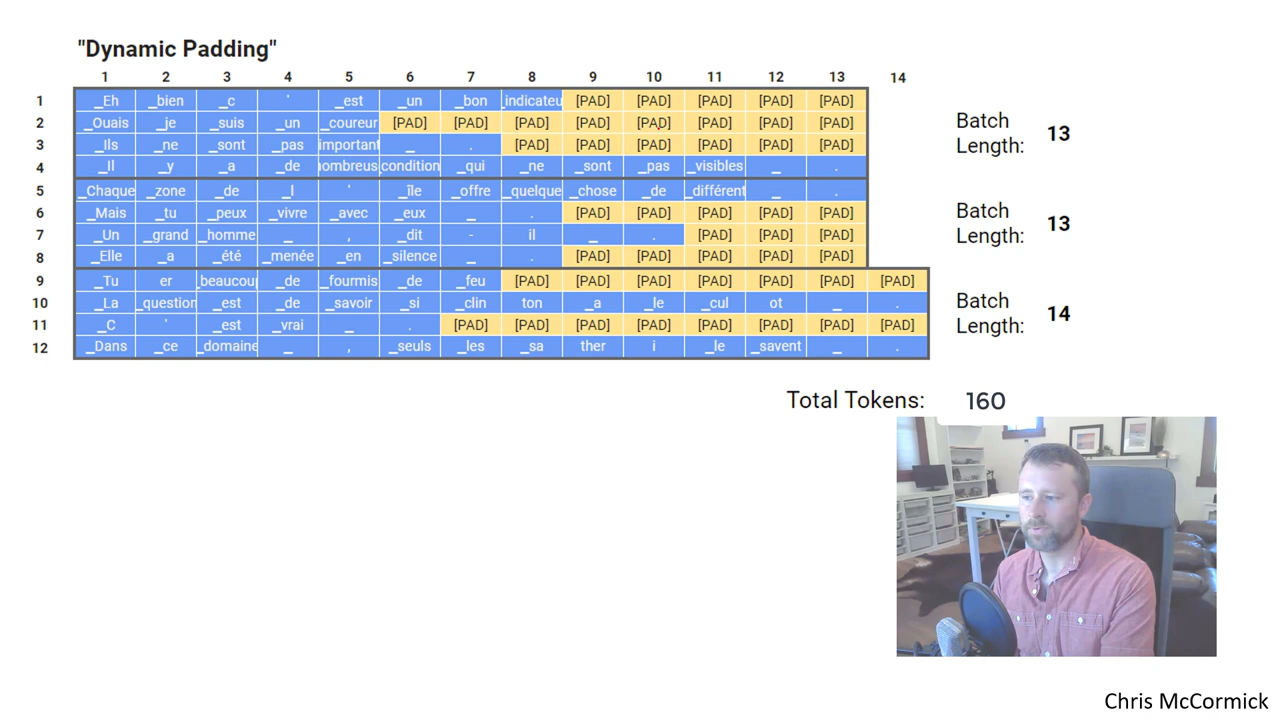 "Dynamic Padding"
1 2 3 4 5 6 7 8 9 10 11 12 13 14
1 _Eh _bien _c ' _est _un _bon _indicateu [PAD] [PAD] [PAD] [PAD] [PAD]
2 _Ouais _je _suis _un _coureur [PAD] [PAD] [PAD] [PAD] [PAD] [PAD] [PAD] [PAD]
3 _Ils _ne _sont _pas important _ . [PAD] [PAD] [PAD] [PAD] [PAD] [PAD]
4 _Il _y _a _de nombreus condition _qui _ne _sont _pas _visibles _ .
5 _Chaque _zone _de _l ' _île _offre _quelque _chose _de _différent _ .
6 _Mais _tu _peux _vivre _avec _eux _ . [PAD] [PAD] [PAD] [PAD] [PAD]
7 _Un _grand _homme _ , _dit - il _ . [PAD] [PAD] [PAD]
8 _Elle _a _été _menée _en _silence _ . [PAD] [PAD] [PAD] [PAD] [PAD]
9 _Tu er _beaucou _de _fourmis _de _feu [PAD] [PAD] [PAD] [PAD] [PAD] [PAD] [PAD]
10 _La _question _est _de _savoir _si _clin ton _a _le _cul ot _ .
11 _C ' _est _vrai _ . [PAD] [PAD] [PAD] [PAD] [PAD] [PAD] [PAD] [PAD]
12 _Dans _ce _domaine _ , _seuls _les _sa ther i _le _savent _ .
Batch
Length: 13
Batch
Length: 13
Batch
Length: 14
Total Tokens: 160
Chris McCormick